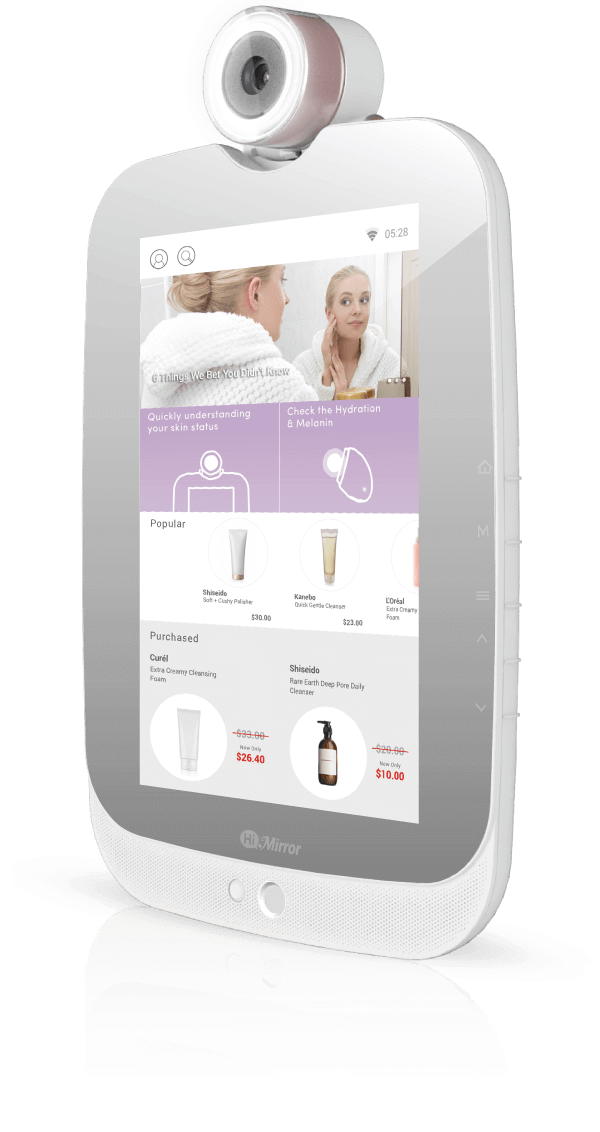 05:28
6 Things We Bet You Didn't Know
Quickly understanding
your skin status
Check the Hydration
& Melanin
Popular
Shiseido
Soft + Cushy Polisher
$30.00
Kanebo
Quick Gentle Cleanser
$23.00
L'Oréal
Extra Creamy
Foam
Purchased
Curél
Extra Creamy Cleansing
Foam
$33.00
Now Only
$26.40
Shiseido
Rare Earth Deep Pore Daily
Cleanser
$20.00
Now Only
$10.00
M
Hi Mirror